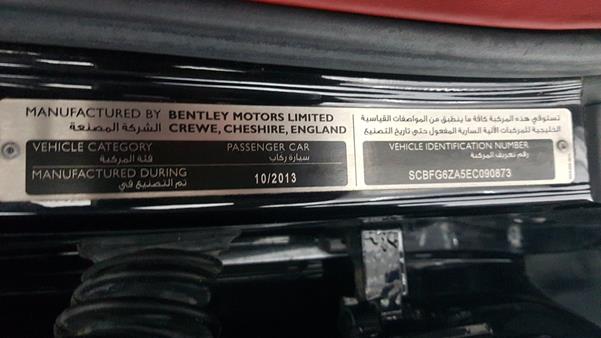 MANUFACTURED BY BENTLEY MOTORS LIMITED
الشركة المصنعة CREWE, CHESHIRE, ENGLAND
VEHICLE CATEGORY PASSENGER CAR
فئة المركبة سيارة ركاب
MANUFACTURED DURING 10/2013
تم التصنيع في
تستوفي هذه المركبة كافة ما ينطبق من المواصفات القياسية
الخليجية للمركبات الآلية السارية المفعول حتى تاريخ التصنيع
VEHICLE IDENTIFICATION NUMBER
رقم تعريف المركبة
SCBFG6ZA5EC090873